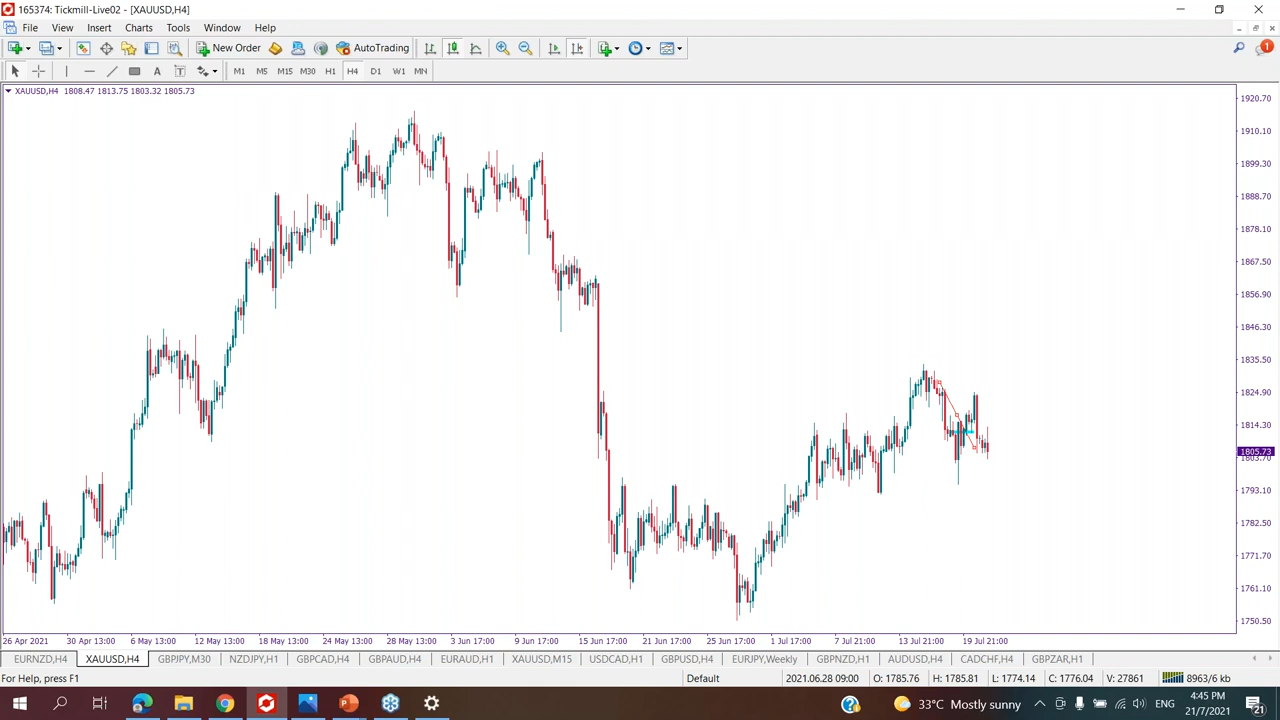 165374: Tickmill-Live02 - [XAUUSD,H4]
File View Insert Charts Tools Window Help
1
New Order AutoTrading
A T M1 M5 M15 M30 H1 H4 D1 W1 MN
XAUUSD,H4 1808.47 1813.75 1803.32 1805.73
1920.70
1910.10
1899.30
1888.70
1878.10
1867.50
1856.90
1846.30
1835.50
1824.90
1814.30
1805.73
1803.70
1793.10
1782.50
1771.70
1761.10
1750.50
26 Apr 2021 30 Apr 13:00 6 May 13:00 12 May 13:00 18 May 13:00 24 May 13:00 28 May 13:00 3 Jun 17:00 9 Jun 17:00 15 Jun 17:00 21 Jun 17:00 25 Jun 17:00 1 Jul 17:00 7 Jul 21:00 13 Jul 21:00 19 Jul 21:00
EURNZD,H4 XAUUSD,H4 GBPJPY,M30 NZDJPY,H1 GBPCAD,H4 GBPAUD,H4 EURAUD,H1 XAUUSD,M15 USDCAD,H1 GBPUSD,H4 EURJPY,Weekly GBPNZD,H1 AUDUSD,H4 CADCHF,H4 GBPZAR,H1
For Help, press F1 Default 2021.06.28 09:00 O: 1785.76 H: 1785.81 L: 1774.14 C: 1776.04 V: 27861 8963/6 kb
33°C Mostly sunny ENG 4:45 PM
21/7/2021 21